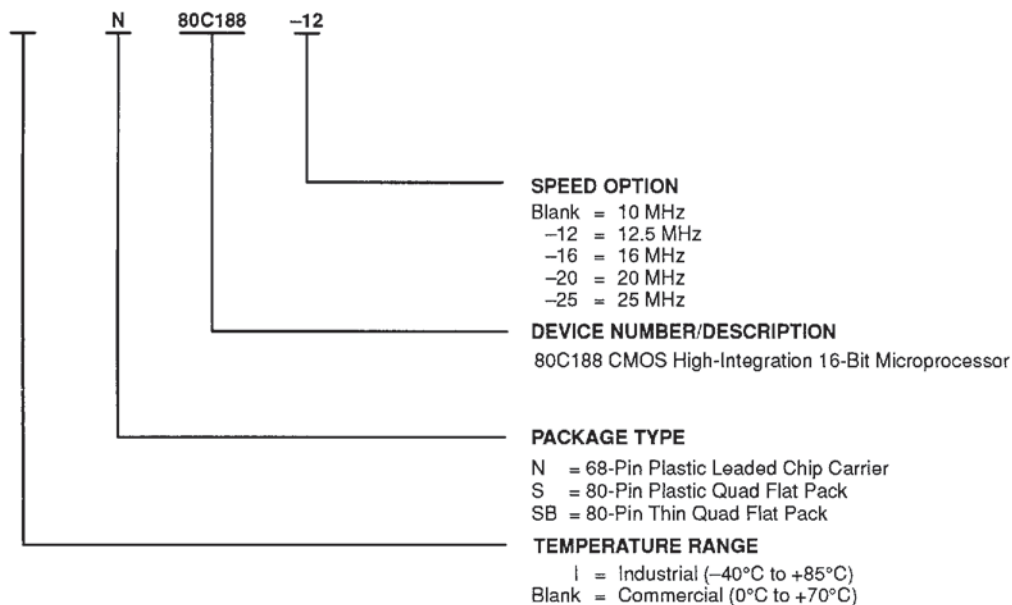 N 80C188 –12
SPEED OPTION
Blank = 10 MHz
–12 = 12.5 MHz
–16 = 16 MHz
–20 = 20 MHz
–25 = 25 MHz
DEVICE NUMBER/DESCRIPTION
80C188 CMOS High-Integration 16-Bit Microprocessor
PACKAGE TYPE
N = 68-Pin Plastic Leaded Chip Carrier
S = 80-Pin Plastic Quad Flat Pack
SB = 80-Pin Thin Quad Flat Pack
TEMPERATURE RANGE
I = Industrial (–40°C to +85°C)
Blank = Commercial (0°C to +70°C)